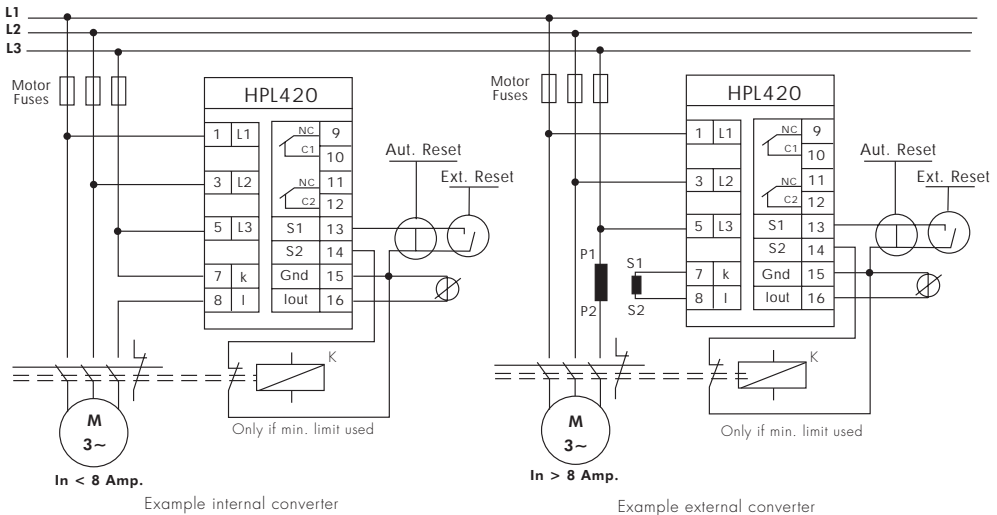 L1
L2
L3
Motor
Fuses
HPL420
1 L1
3 L2
5 L3
7 k
8 l
NC 9
C1 10
NC 11
C2 12
S1 13
S2 14
Gnd 15
Iout 16
Aut. Reset
Ext. Reset
K
M
3~
Only if min. limit used
In < 8 Amp.
Example internal converter
Motor
Fuses
HPL420
1 L1
3 L2
5 L3
7 k
8 l
NC 9
C1 10
NC 11
C2 12
S1 13
S2 14
Gnd 15
Iout 16
Aut. Reset
Ext. Reset
P1
P2
S1
S2
K
M
3~
Only if min. limit used
In > 8 Amp.
Example external converter